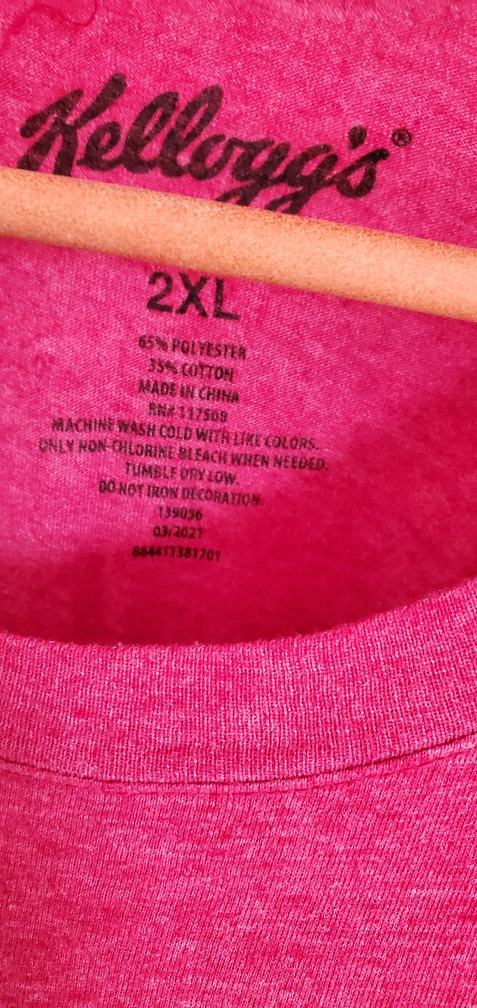 Kellogg's®
2XL
65% POLYESTER
35% COTTON
MADE IN CHINA
RN# 117569
MACHINE WASH COLD WITH LIKE COLORS.
ONLY NON-CHLORINE BLEACH WHEN NEEDED.
TUMBLE DRY LOW.
DO NOT IRON DECORATION.
139036
03/2021
884411381701